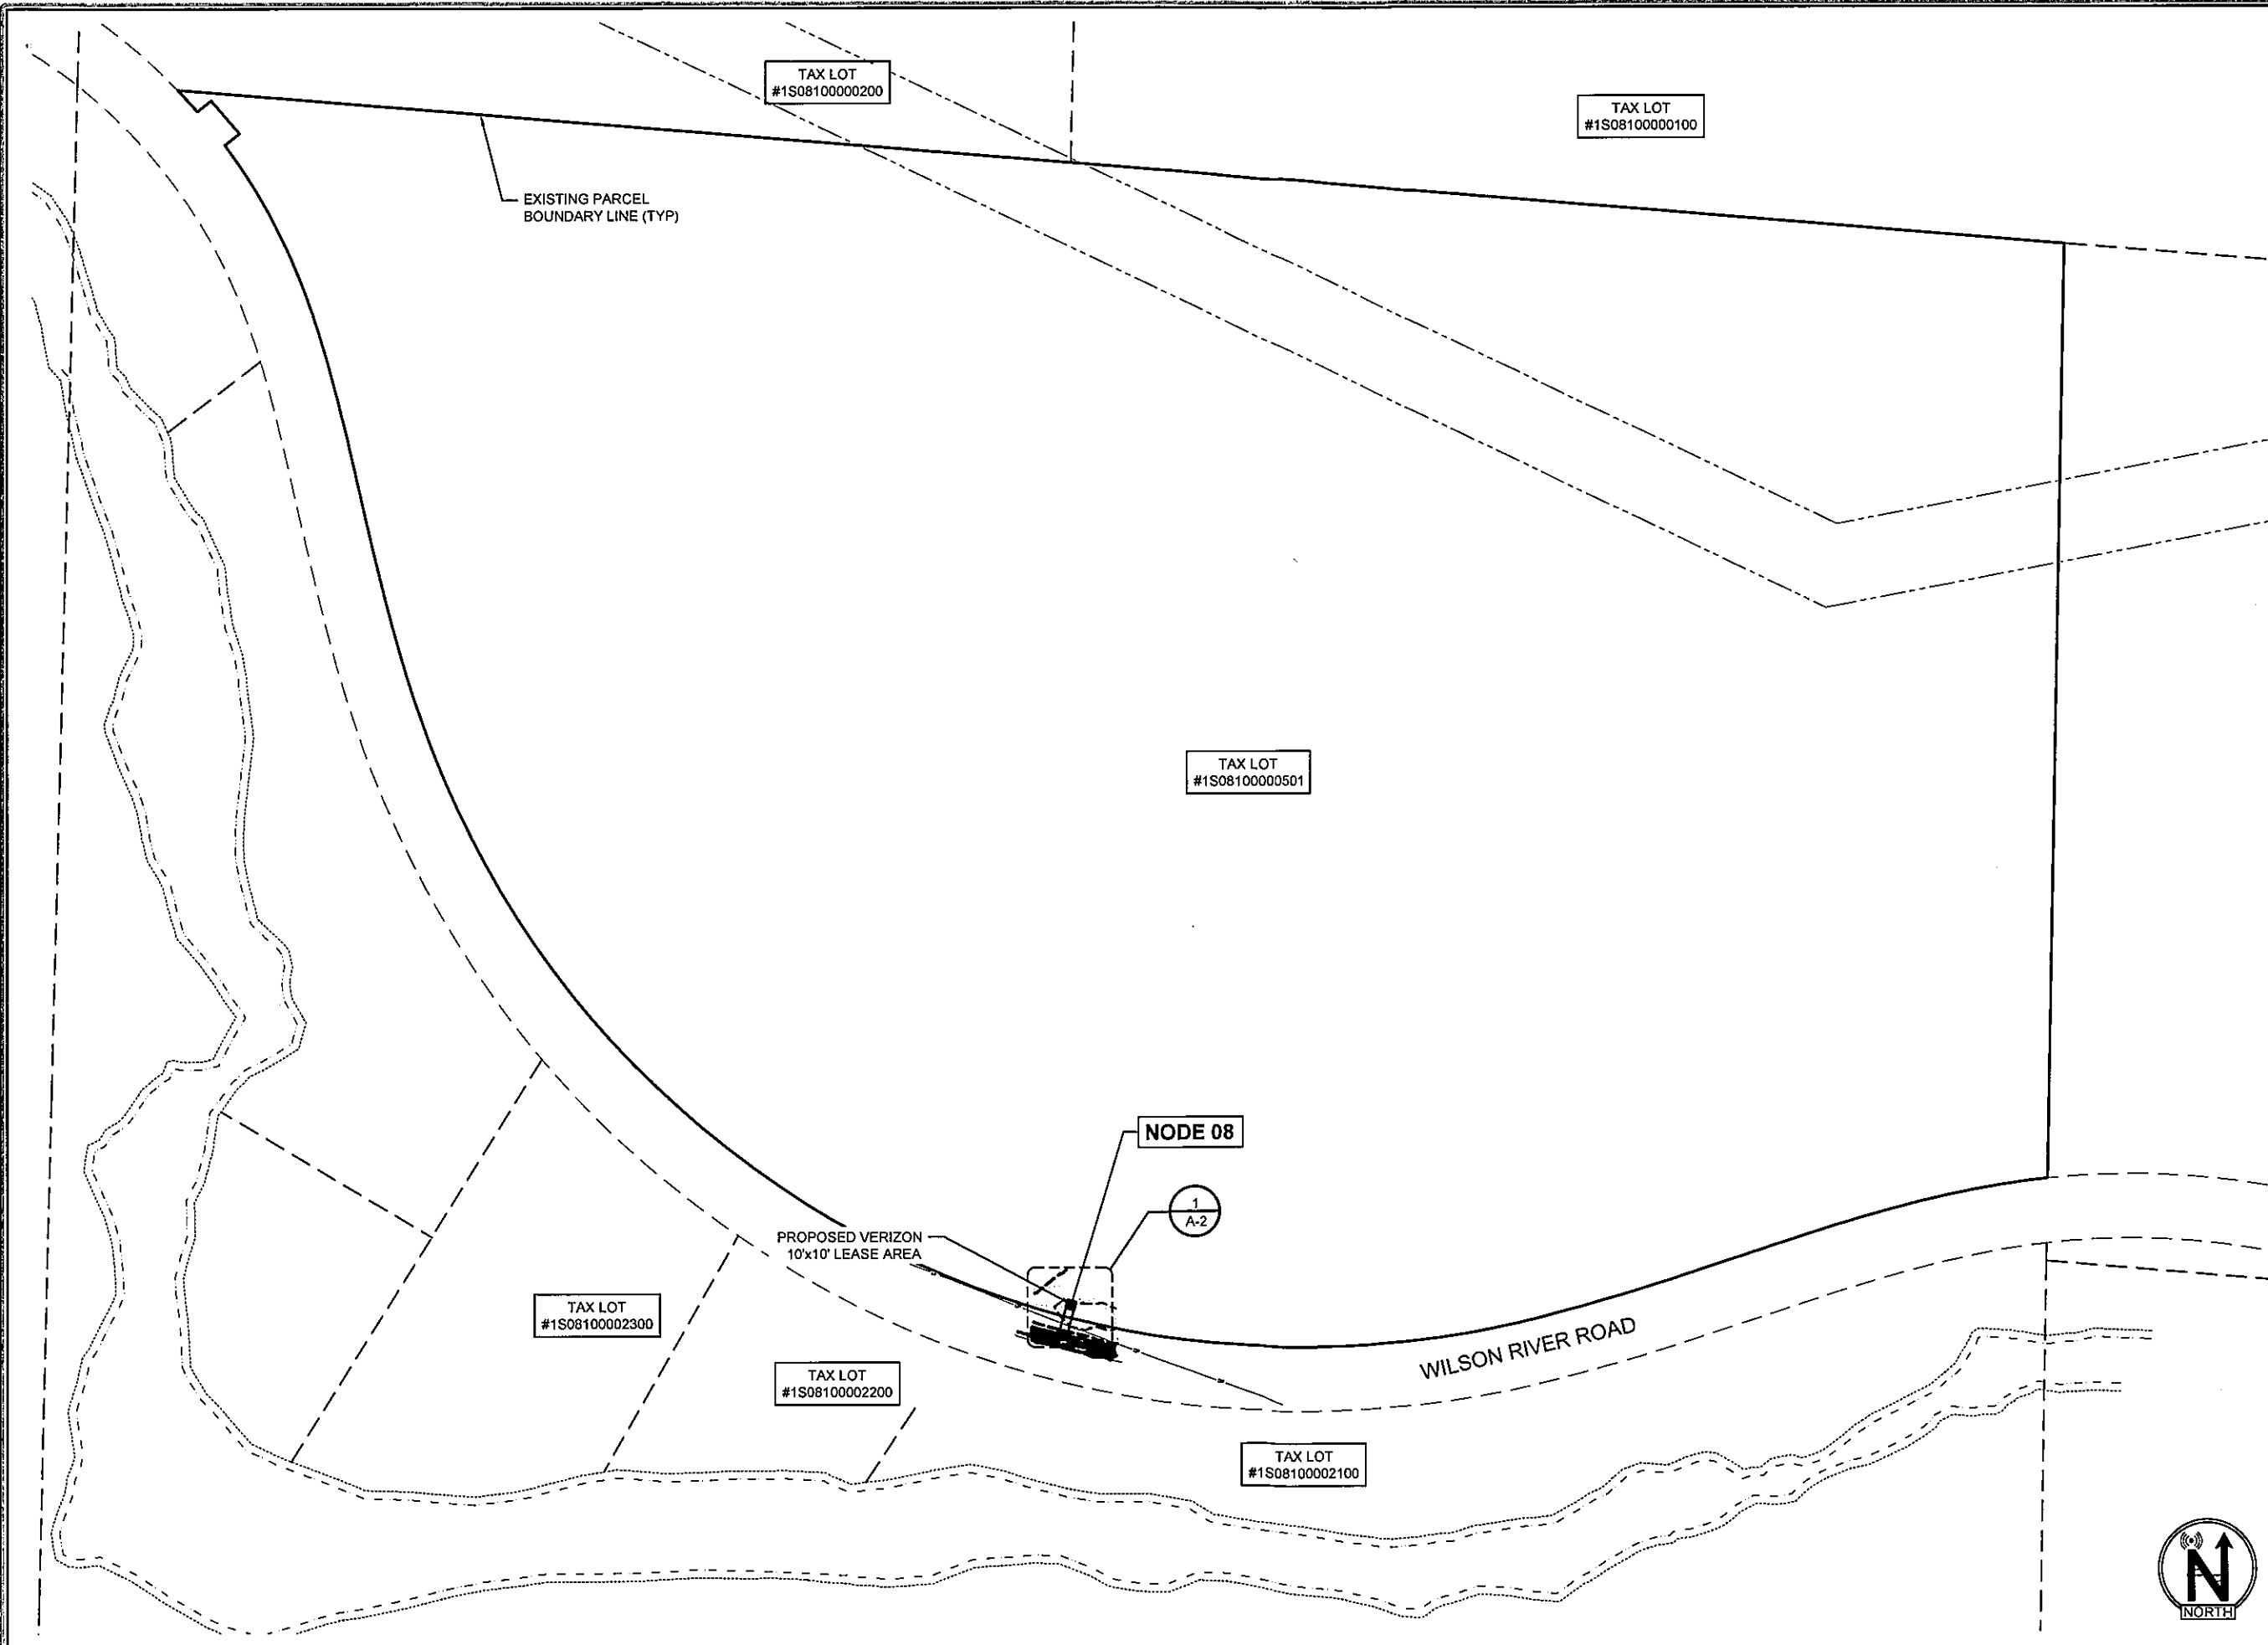 TAX LOT
#1S08100000200
TAX LOT
#1S08100000100
EXISTING PARCEL
BOUNDARY LINE (TYP)
TAX LOT
#1S08100000501
NODE 08
1
A-2
PROPOSED VERIZON
10'x10' LEASE AREA
TAX LOT
#1S08100002300
WILSON RIVER ROAD
TAX LOT
#1S08100002200
TAX LOT
#1S08100002100
N
NORTH